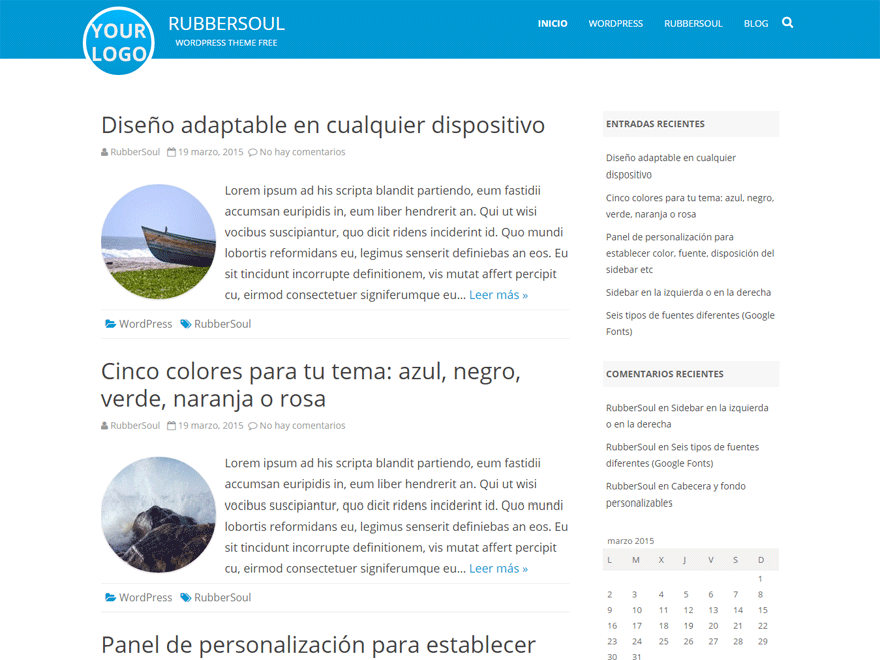 YOUR
LOGO
RUBBERSOUL
WORDPRESS THEME FREE
INICIO WORDPRESS RUBBERSOUL BLOG
Diseño adaptable en cualquier dispositivo
RubberSoul 19 marzo, 2015 No hay comentarios
Lorem ipsum ad his scripta blandit partiendo, eum fastidii
accumsan euripidis in, eum liber hendrerit an. Qui ut wisi
vocibus suscipiantur, quo dicit ridens inciderint id. Quo mundi
lobortis reformidans eu, legimus senserit definiebas an eos. Eu
sit tincidunt incorrupte definitionem, vis mutat affert percipit
cu, eirmod consectetuer signiferumque eu... Leer más »
WordPress RubberSoul
Cinco colores para tu tema: azul, negro,
verde, naranja o rosa
RubberSoul 19 marzo, 2015 No hay comentarios
Lorem ipsum ad his scripta blandit partiendo, eum fastidii
accumsan euripidis in, eum liber hendrerit an. Qui ut wisi
vocibus suscipiantur, quo dicit ridens inciderint id. Quo mundi
lobortis reformidans eu, legimus senserit definiebas an eos. Eu
sit tincidunt incorrupte definitionem, vis mutat affert percipit
cu, eirmod consectetuer signiferumque eu... Leer más »
WordPress RubberSoul
Panel de personalización para establecer
ENTRADAS RECIENTES
Diseño adaptable en cualquier
dispositivo
Cinco colores para tu tema: azul, negro,
verde, naranja o rosa
Panel de personalización para
establecer color, fuente, disposición del
sidebar etc
Sidebar en la izquierda o en la derecha
Seis tipos de fuentes diferentes (Google
Fonts)
COMENTARIOS RECIENTES
RubberSoul en Sidebar en la izquierda
o en la derecha
RubberSoul en Seis tipos de fuentes
diferentes (Google Fonts)
RubberSoul en Cabecera y fondo
personalizables
marzo 2015
L M X J V S D
1
2 3 4 5 6 7 8
9 10 11 12 13 14 15
16 17 18 19 20 21 22
23 24 25 26 27 28 29
30 31